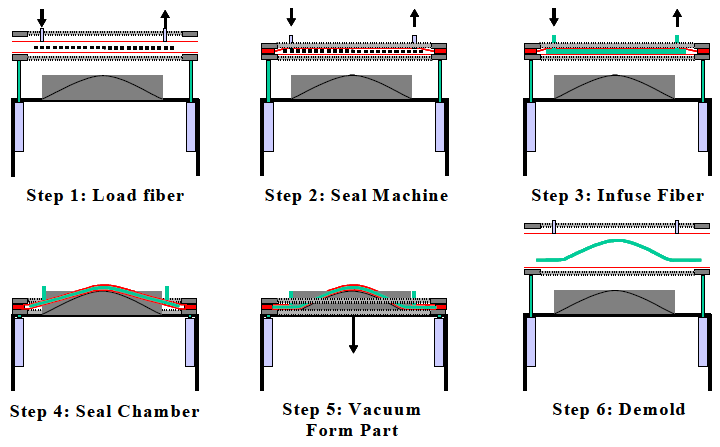 Step 1: Load fiber
Step 2: Seal Machine
Step 3: Infuse Fiber
Step 4: Seal Chamber
Step 5: Vacuum
Form Part
Step 6: Demold